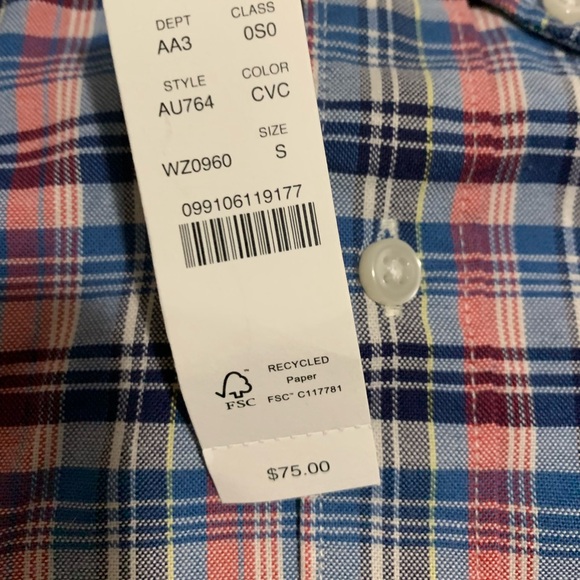 DEPT CLASS
AA3 0S0
STYLE COLOR
AU764 CVC
SIZE
WZ0960 S
099106119177
RECYCLED
Paper
FSC FSC™ C117781
$75.00